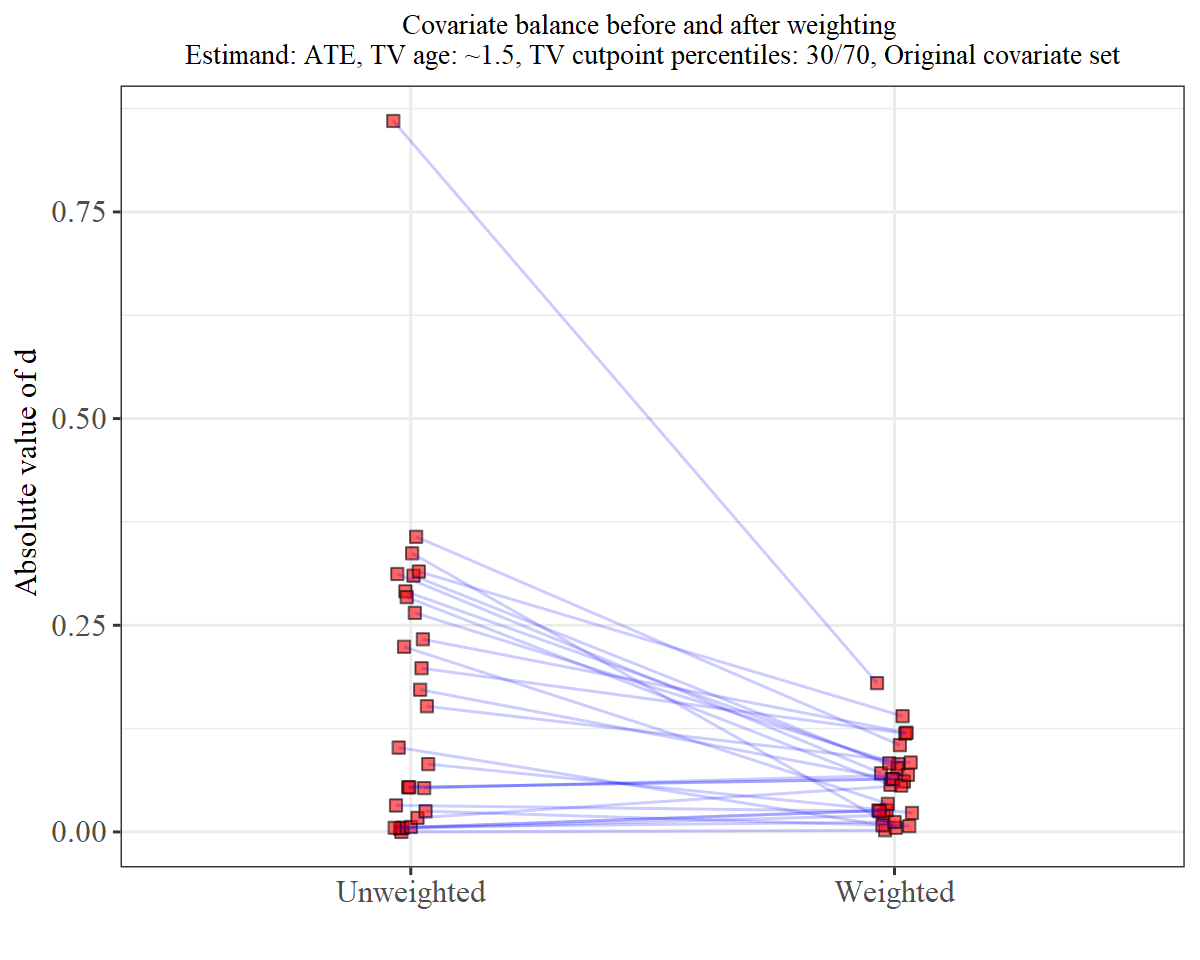 Covariate balance before and after weighting
Estimand: ATE, TV age: ~1.5, TV cutpoint percentiles: 30/70, Original covariate set
Absolute value of d
0.75
0.50
0.25
0.00
Unweighted
Weighted